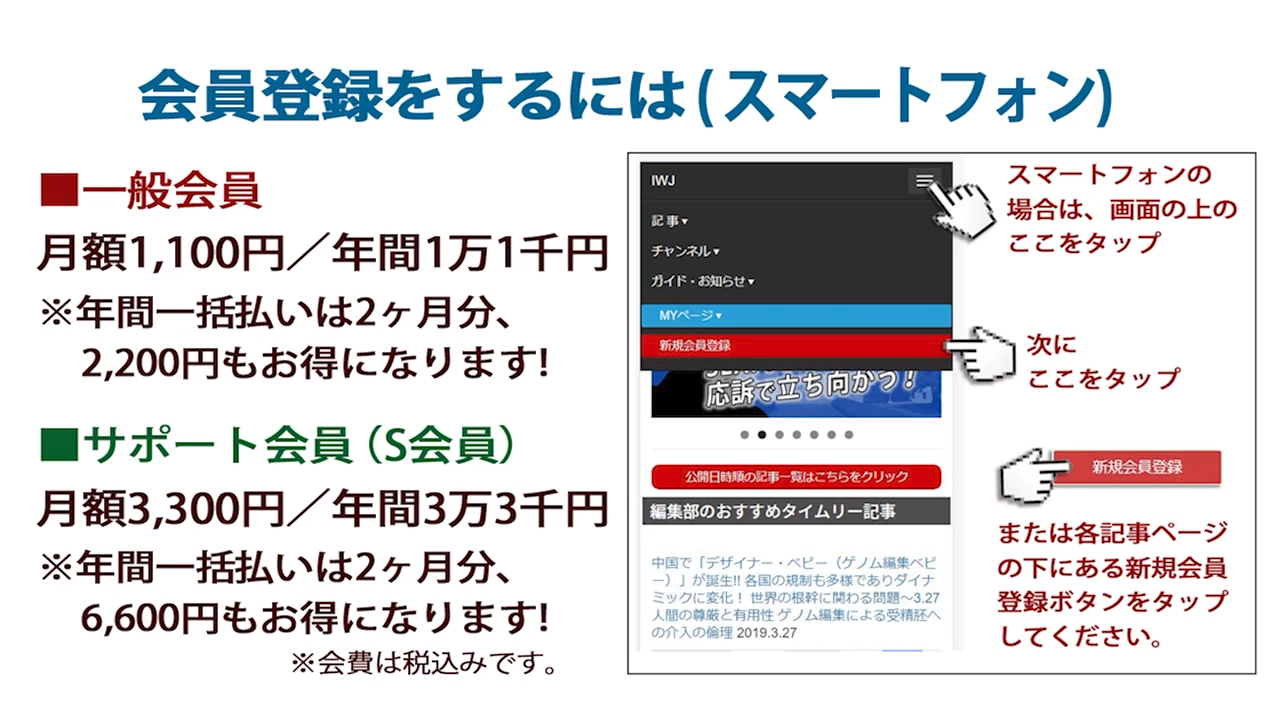 会員登録をするには(スマートフォン)
■一般会員
月額1,100円／年間1万1千円
※年間一括払いは2ヶ月分、
2,200円もお得になります!
■サポート会員(S会員)
月額3,300円／年間3万3千円
※年間一括払いは2ヶ月分、
6,600円もお得になります!
※会費は税込みです。
IWJ
記事▾
チャンネル▾
ガイド・お知らせ▾
MYページ▾
新規会員登録
応訴で立ち向かう！
公開日時順の記事一覧はこちらをクリック
編集部のおすすめタイムリー記事
中国で「デザイナー・ベビー（ゲノム編集ベビ
ー）」が誕生!! 各国の規制も多様でありダイナ
ミックに変化！ 世界の根幹に関わる問題～3.27
人間の尊厳と有用性 ゲノム編集による受精胚へ
の介入の倫理 2019.3.27
スマートフォンの
場合は、画面の上の
ここをタップ
次に
ここをタップ
新規会員登録
または各記事ページ
の下にある新規会員
登録ボタンをタップ
してください。